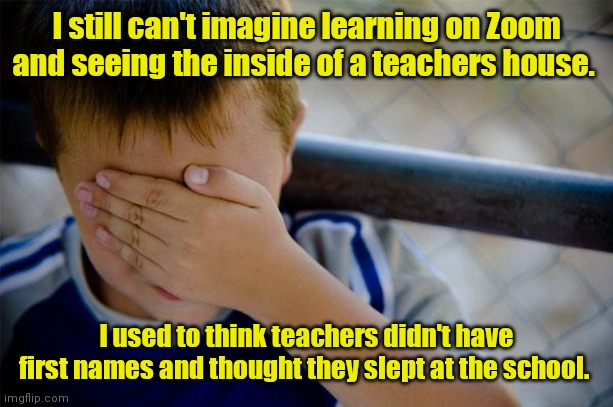 I still can't imagine learning on Zoom
and seeing the inside of a teachers house.
I used to think teachers didn't have
first names and thought they slept at the school.
imgflip.com